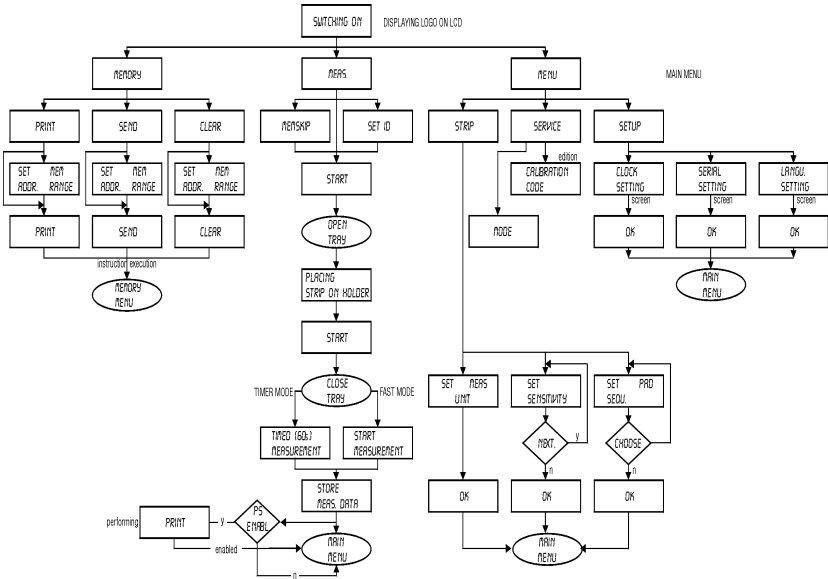 SWITCHING ON
DISPLAYING LOGO ON LCD
MEMORY
MEAS.
MENU
MAIN MENU
PRINT
SEND
CLEAR
MEMSKIP
SET ID
STRIP
SERVICE
SETUP
SET MEM
ADDR. RANGE
SET MEM
ADDR. RANGE
SET MEM
ADDR. RANGE
START
edition
CALIBRATION
CODE
CLOCK
SETTING
screen
SERIAL
SETTING
screen
LANGU.
SETTING
screen
PRINT
SEND
CLEAR
OPEN
TRAY
MODE
OK
OK
OK
instruction execution
MEMORY
MENU
PLACING
STRIP ON HOLDER
MAIN
MENU
START
TIMER MODE
CLOSE
TRAY
FAST MODE
SET MEAS
UNIT
SET
SENSITIVITY
SET PAD
SEQU.
TIMED (60s)
MEASUREMENT
START
MEASUREMENT
NEXT.
y
n
CHOOSE
n
STORE
MEAS. DATA
OK
OK
OK
performing
PRINT
y
PS
ENABL
enabled
n
MAIN
MENU
MAIN
MENU